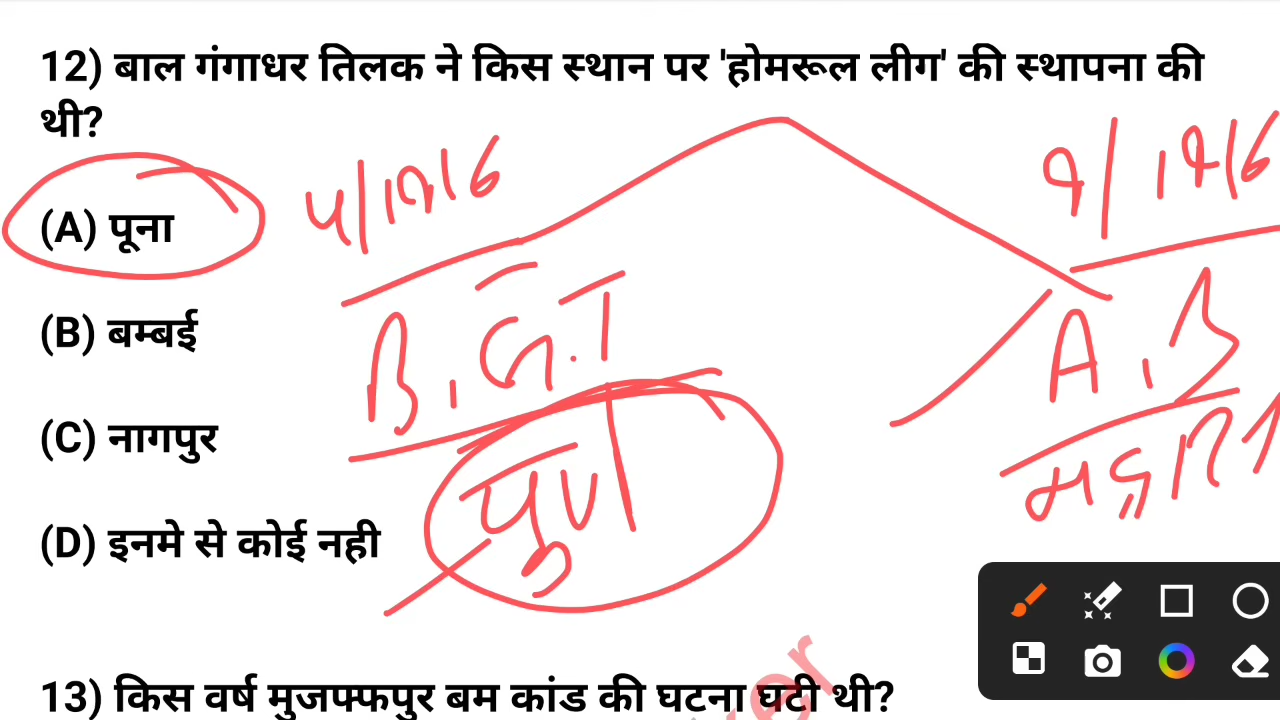 12) बाल गंगाधर तिलक ने किस स्थान पर 'होमरूल लीग' की स्थापना की
थी?
4/1916
9/1916
(A) पूना
B.G.T
A.B
(B) बम्बई
(C) नागपुर
पुणे
मद्रास
(D) इनमे से कोई नही
13) किस वर्ष मुजफ्फपुर बम कांड की घटना घटी थी?